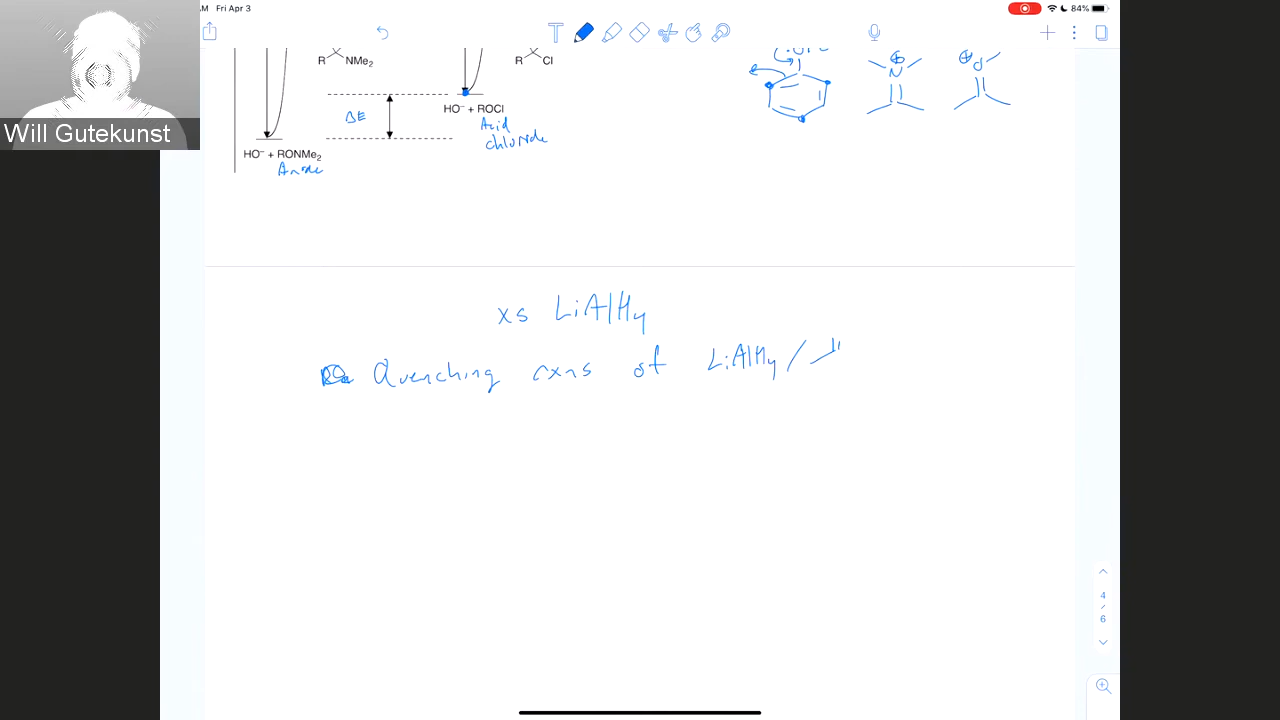 AM Fri Apr 3
84%
Will Gutekunst
R NMe₂
R Cl
ΔE
HO⁻ + ROCl
Acid
chloride
HO⁻ + RONMe₂
N
⊕
⊕
xs LiAlH₄
Quenching rxns of LiAlH₄ /
4
/
6